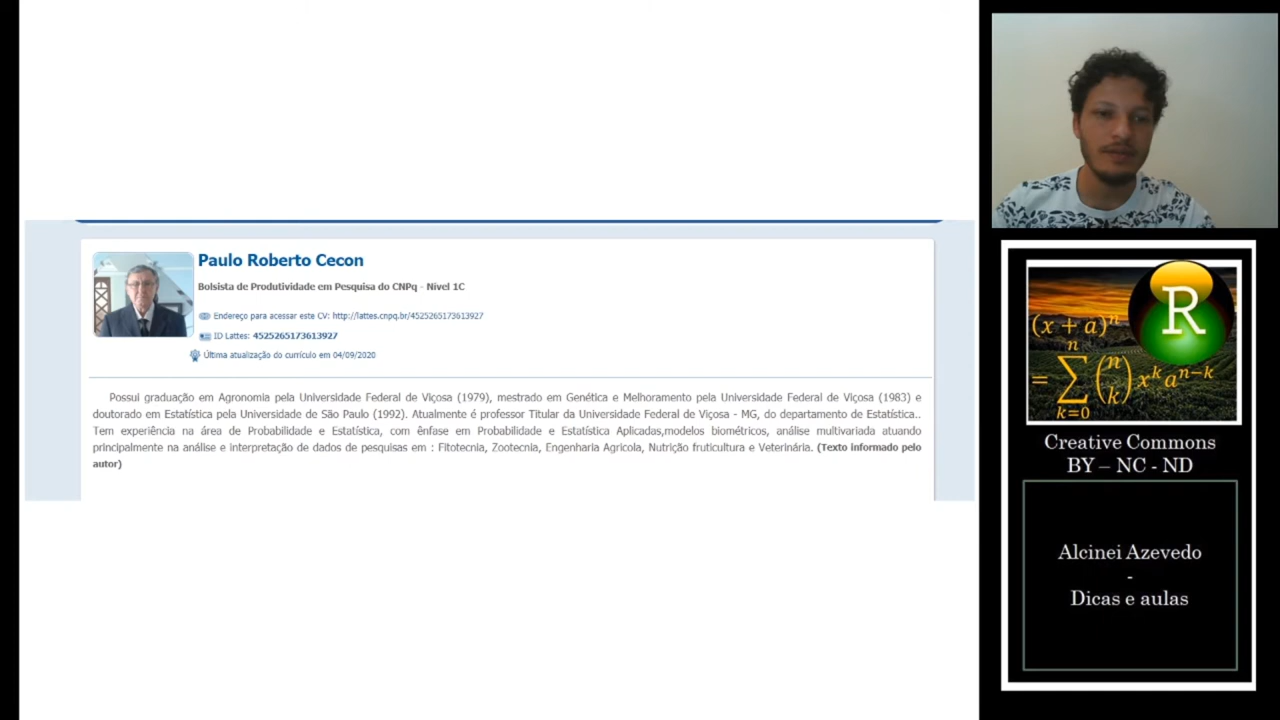 Paulo Roberto Cecon
Bolsista de Produtividade em Pesquisa do CNPq - Nível 1C
Endereço para acessar este CV: http://lattes.cnpq.br/4525265173613927
ID Lattes: 4525265173613927
Última atualização do currículo em 04/09/2020
Possui graduação em Agronomia pela Universidade Federal de Viçosa (1979), mestrado em Genética e Melhoramento pela Universidade Federal de Viçosa (1983) e
doutorado em Estatística pela Universidade de São Paulo (1992). Atualmente é professor Titular da Universidade Federal de Viçosa - MG, do departamento de Estatística..
Tem experiência na área de Probabilidade e Estatística, com ênfase em Probabilidade e Estatística Aplicadas,modelos biométricos, análise multivariada atuando
principalmente na análise e interpretação de dados de pesquisas em : Fitotecnia, Zootecnia, Engenharia Agricola, Nutrição fruticultura e Veterinária. (Texto informado pelo
autor)
R
(x + a)^n
= ∑_{k=0}^{n} (n k) x^k a^{n-k}
Creative Commons
BY – NC - ND
Alcinei Azevedo
-
Dicas e aulas